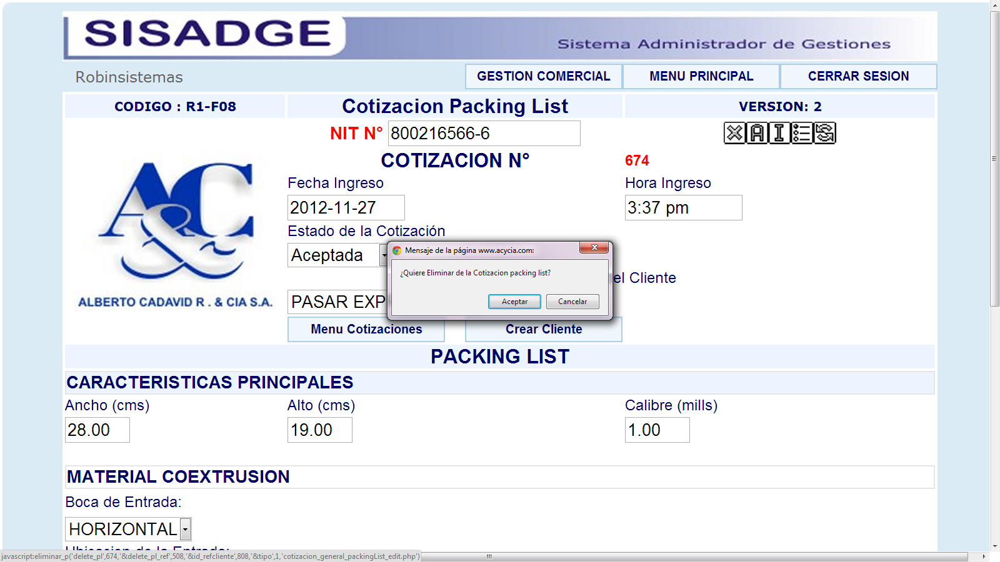 SISADGE
Sistema Administrador de Gestiones
Robinsistemas
GESTION COMERCIAL
MENU PRINCIPAL
CERRAR SESION
CODIGO : R1-F08
Cotizacion Packing List
VERSION: 2
NIT N° 800216566-6
COTIZACION N°
674
Fecha Ingreso
Hora Ingreso
2012-11-27
3:37 pm
Estado de la Cotización
Aceptada
Mensaje de la página www.acycia.com:
¿Quiere Eliminar de la Cotizacion packing list?
Aceptar
Cancelar
el Cliente
A&C
ALBERTO CADAVID R . & CIA S.A.
PASAR EXP
Menu Cotizaciones
Crear Cliente
PACKING LIST
CARACTERISTICAS PRINCIPALES
Ancho (cms)
Alto (cms)
Calibre (mills)
28.00
19.00
1.00
MATERIAL COEXTRUSION
Boca de Entrada:
HORIZONTAL
Ubicacion de la Entrada:
javascript:eliminar_p('delete_pl',674,'&delete_pl_ref',508,'&id_refcliente',808,'&tipo',1,'cotizacion_general_packingList_edit.php')